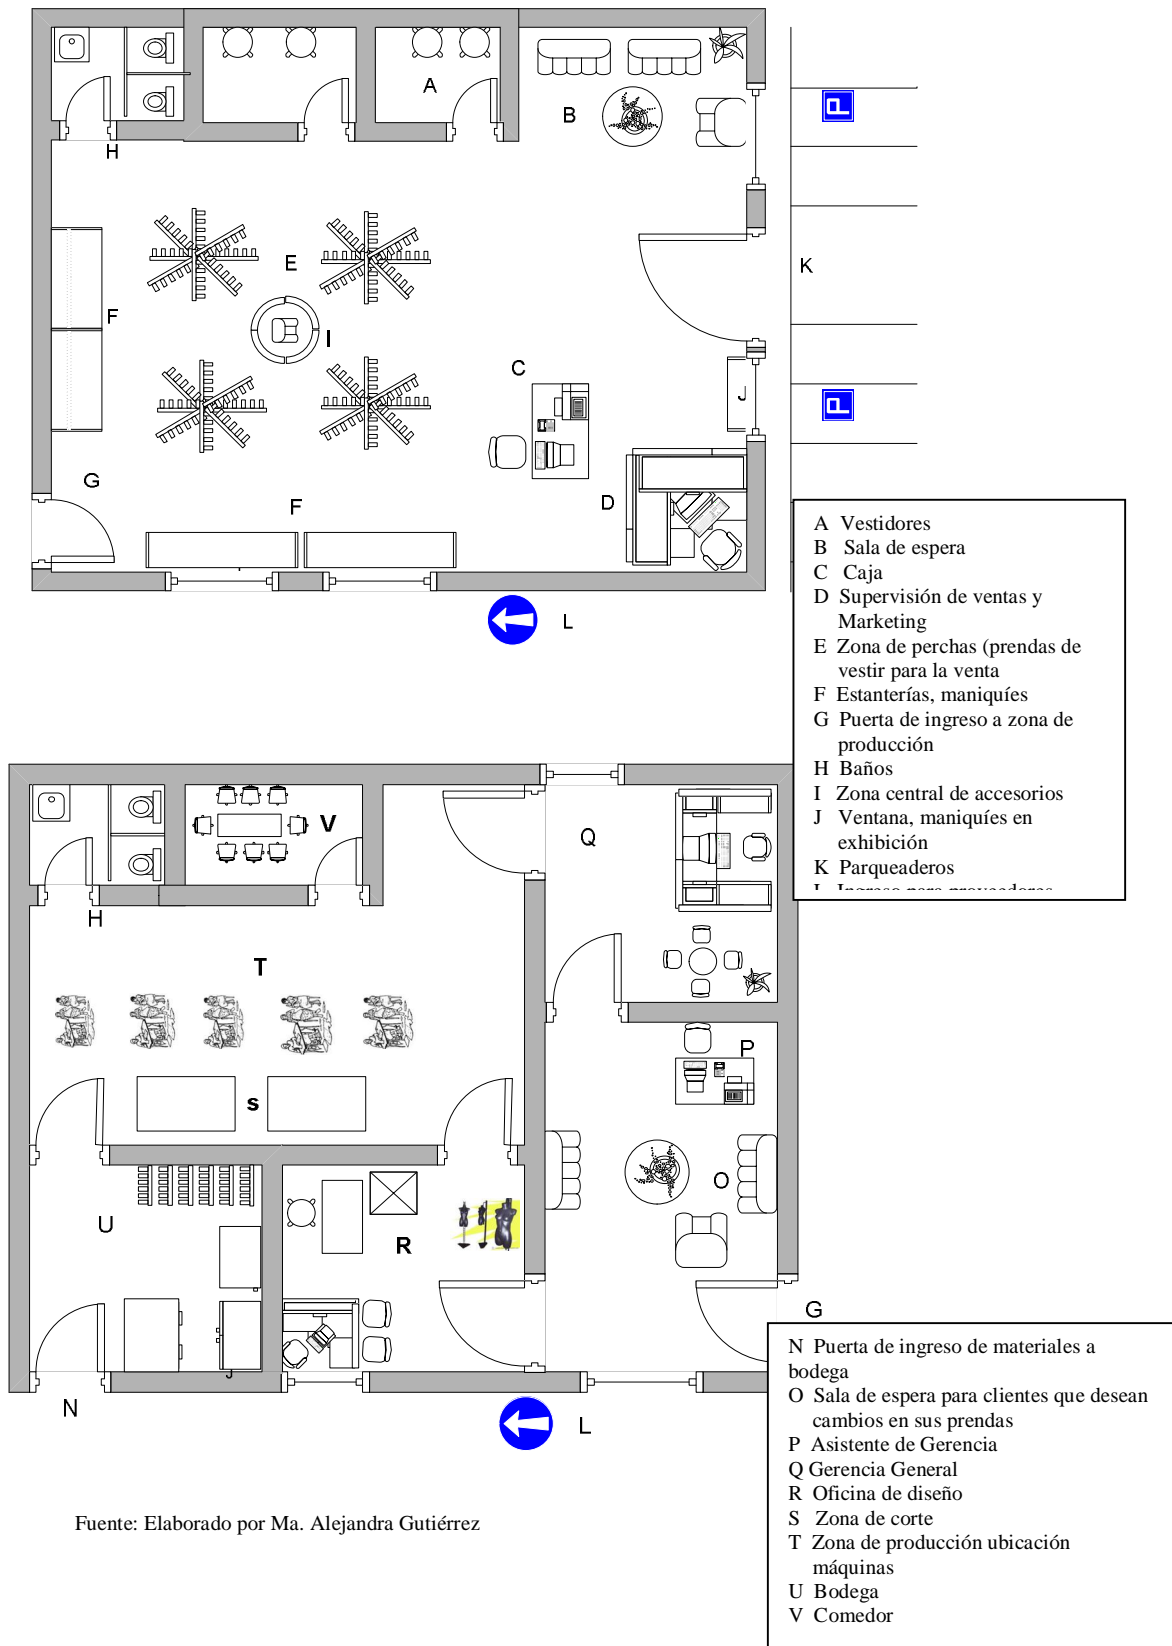 A
B
H
P
E
K
F
I
C
J
P
G
F
D
L
A Vestidores
B Sala de espera
C Caja
D Supervisión de ventas y
Marketing
E Zona de perchas (prendas de
vestir para la venta
F Estanterías, maniquíes
G Puerta de ingreso a zona de
producción
H Baños
I Zona central de accesorios
J Ventana, maniquíes en
exhibición
K Parqueaderos
L Ingreso para proveedores
V
Q
H
T
P
s
O
U
R
G
J
N
L
N Puerta de ingreso de materiales a
bodega
O Sala de espera para clientes que desean
cambios en sus prendas
P Asistente de Gerencia
Q Gerencia General
R Oficina de diseño
S Zona de corte
T Zona de producción ubicación
máquinas
U Bodega
V Comedor
Fuente: Elaborado por Ma. Alejandra Gutiérrez